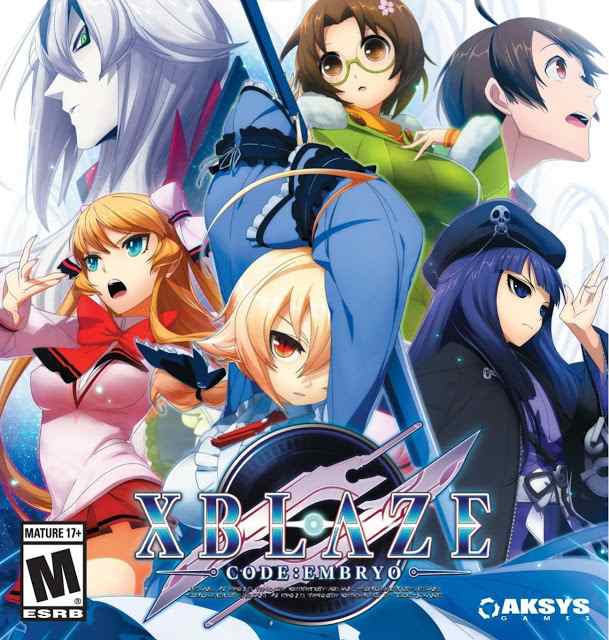 XBLAZE
CODE:EMBRYO
MATURE 17+
M
ESRB
AKSYS
GAMES